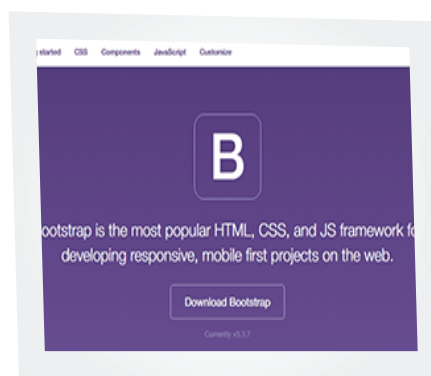 started CSS Components JavaScript Customize
B
ootstrap is the most popular HTML, CSS, and JS framework fo
developing responsive, mobile first projects on the web.
Download Bootstrap